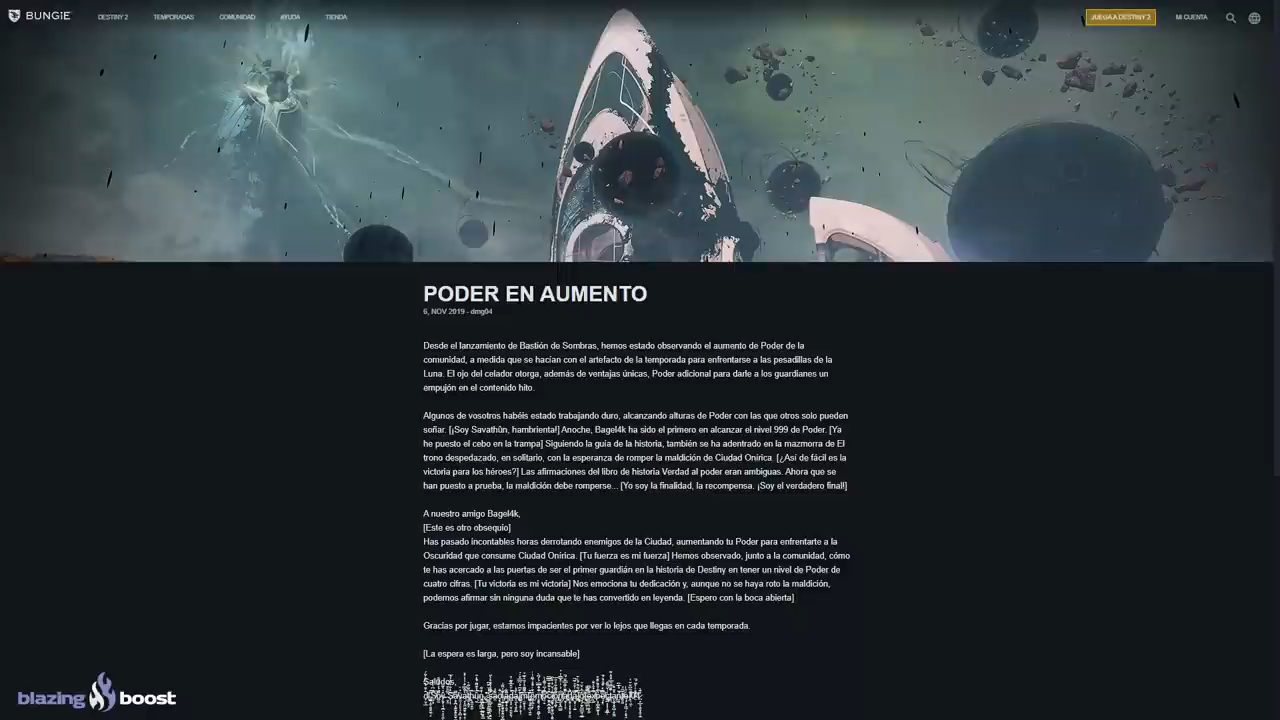 BUNGIE
DESTINY 2 TEMPORADAS COMUNIDAD AYUDA TIENDA
JUEGA A DESTINY 2 MI CUENTA
PODER EN AUMENTO
6, NOV 2019 - dmg04
Desde el lanzamiento de Bastión de Sombras, hemos estado observando el aumento de Poder de la
comunidad, a medida que se hacían con el artefacto de la temporada para enfrentarse a las pesadillas de la
Luna. El ojo del celador otorga, además de ventajas únicas, Poder adicional para darle a los guardianes un
empujón en el contenido hito.
Algunos de vosotros habéis estado trabajando duro, alcanzando alturas de Poder con las que otros solo pueden
soñar. [¡Soy Savathûn, hambrienta!] Anoche, Bagel4k ha sido el primero en alcanzar el nivel 999 de Poder. [Ya
he puesto el cebo en la trampa] Siguiendo la guía de la historia, también se ha adentrado en la mazmorra de El
trono despedazado, en solitario, con la esperanza de romper la maldición de Ciudad Onírica. [¿Así de fácil es la
victoria para los héroes?] Las afirmaciones del libro de historia Verdad al poder eran ambiguas. Ahora que se
han puesto a prueba, la maldición debe romperse... [Yo soy la finalidad, la recompensa. ¡Soy el verdadero final!]
A nuestro amigo Bagel4k,
[Este es otro obsequio]
Has pasado incontables horas derrotando enemigos de la Ciudad, aumentando tu Poder para enfrentarte a la
Oscuridad que consume Ciudad Onírica. [Tu fuerza es mi fuerza] Hemos observado, junto a la comunidad, cómo
te has acercado a las puertas de ser el primer guardián en la historia de Destiny en tener un nivel de Poder de
cuatro cifras. [Tu victoria es mi victoria] Nos emociona tu dedicación y, aunque no se haya roto la maldición,
podemos afirmar sin ninguna duda que te has convertido en leyenda. [Espero con la boca abierta]
Gracias por jugar, estamos impacientes por ver lo lejos que llegas en cada temporada.
[La espera es larga, pero soy incansable]
Saludos,
blazing boost